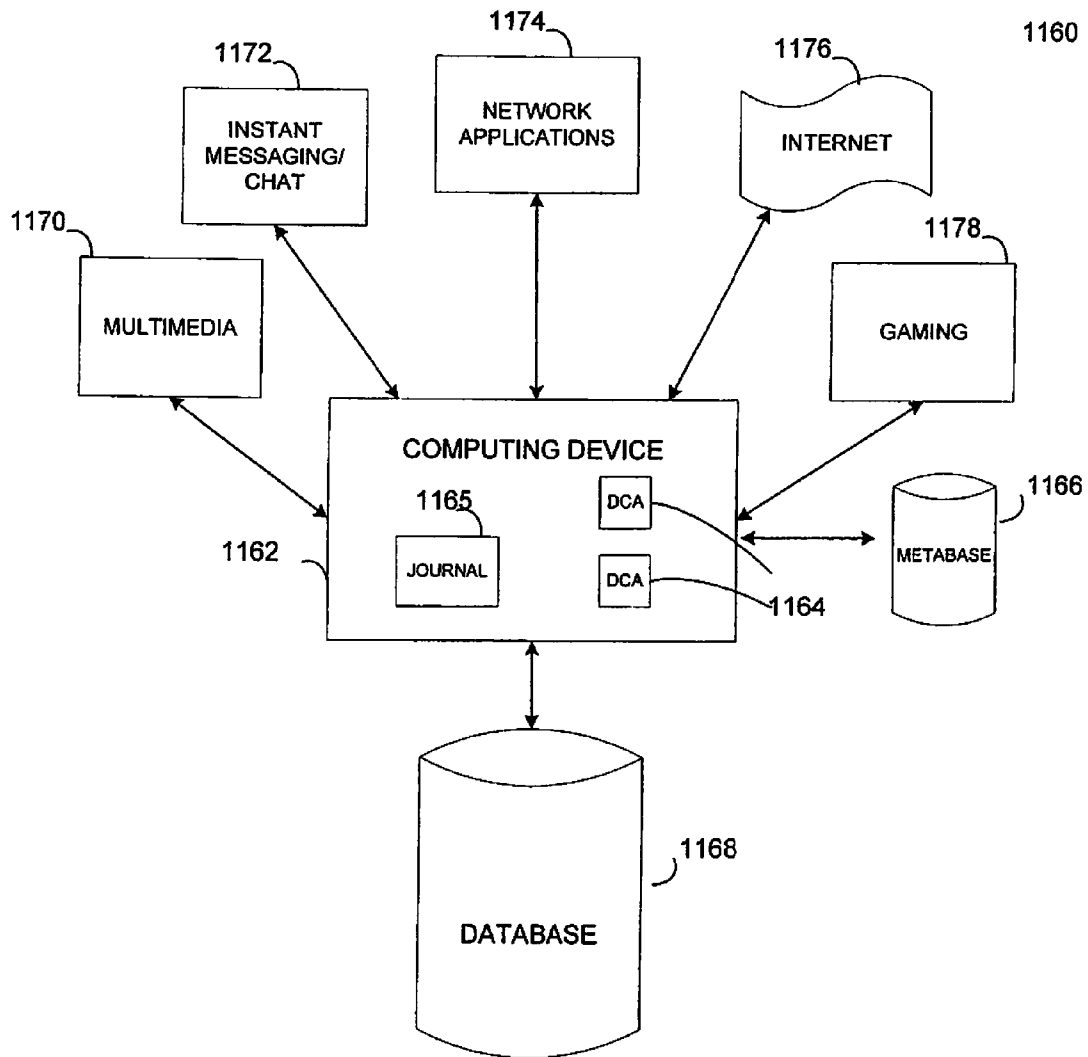 1160
1174
1172
1176
NETWORK
APPLICATIONS
INSTANT
MESSAGING/
CHAT
INTERNET
1170
1178
MULTIMEDIA
GAMING
COMPUTING DEVICE
1165
1166
DCA
1162
JOURNAL
METABASE
DCA
1164
1168
DATABASE